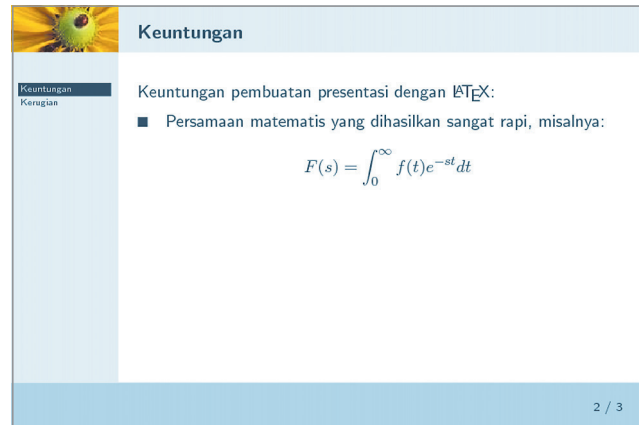 Keuntungan
Keuntungan
Kerugian
Keuntungan pembuatan presentasi dengan LATEX:
■ Persamaan matematis yang dihasilkan sangat rapi, misalnya:
F(s) = ∫₀^∞ f(t)e^{−st}dt
2 / 3